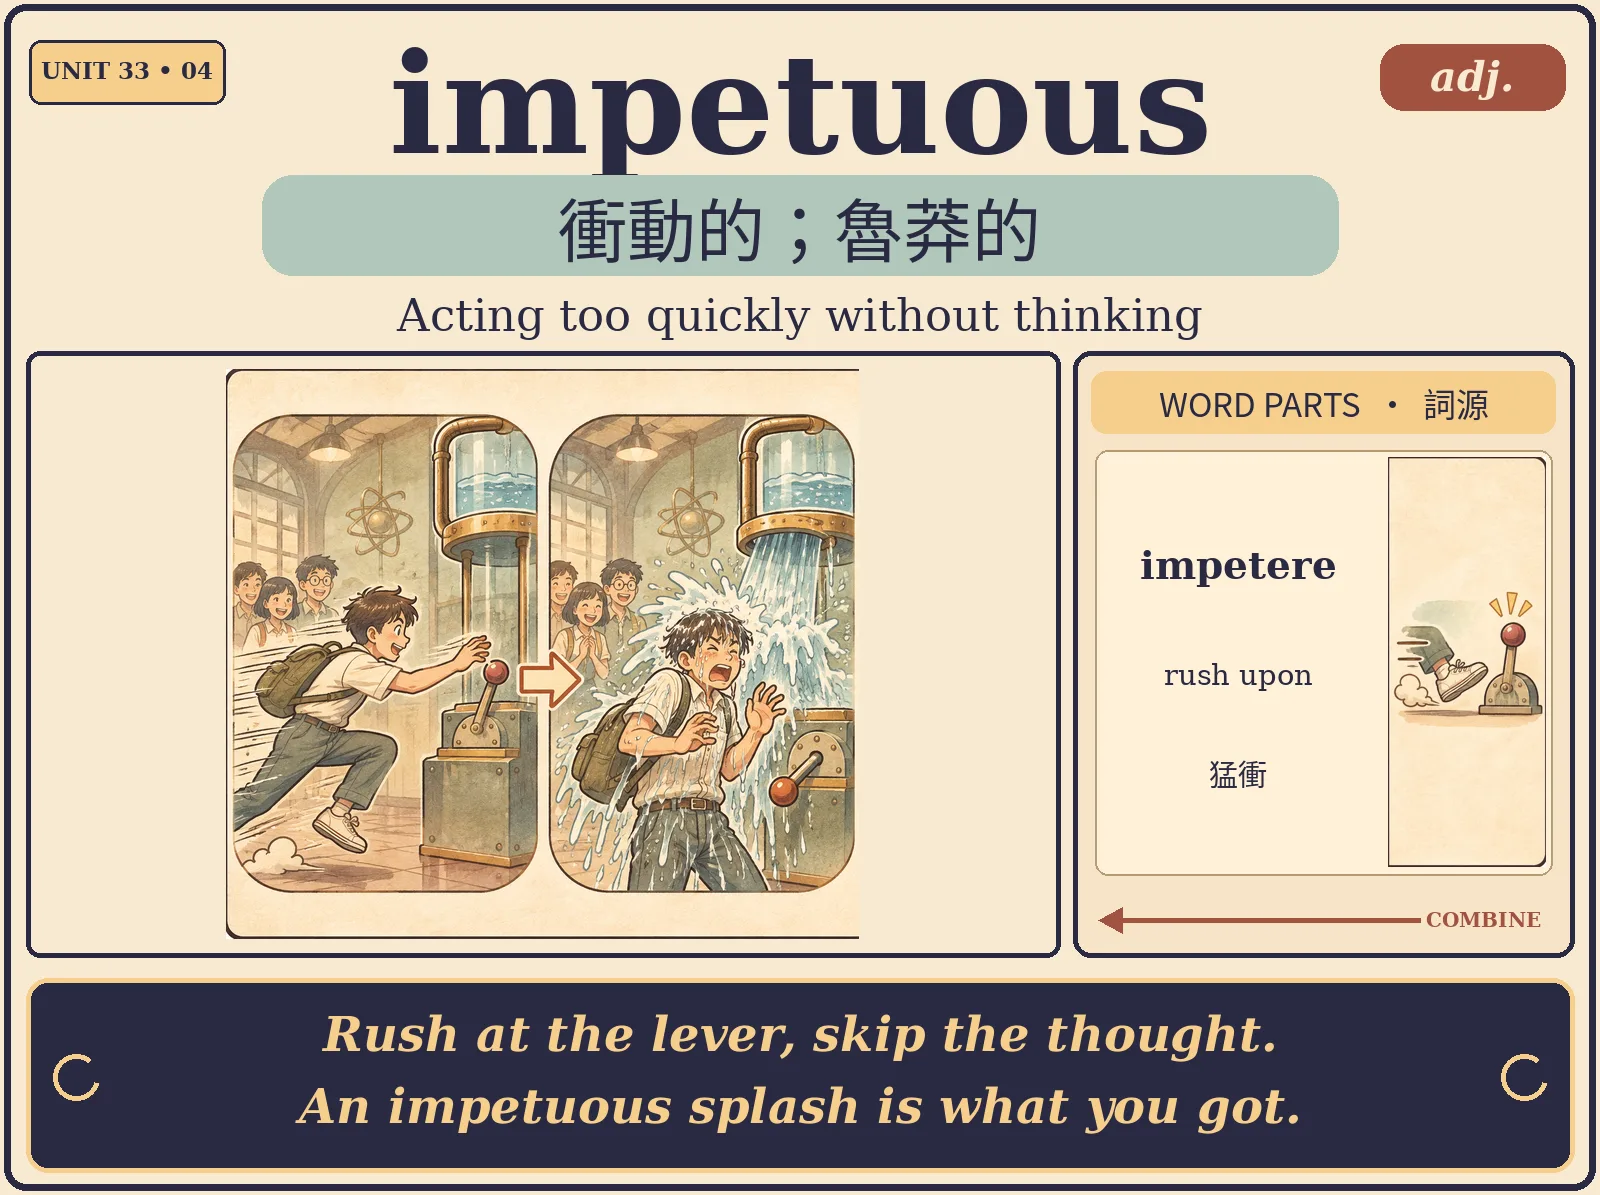 UNIT 33 • 04
impetuous
adj.
衝動的；魯莽的
Acting too quickly without thinking
WORD PARTS ・ 詞源
impetere
rush upon
猛衝
COMBINE
Rush at the lever, skip the thought.
An impetuous splash is what you got.